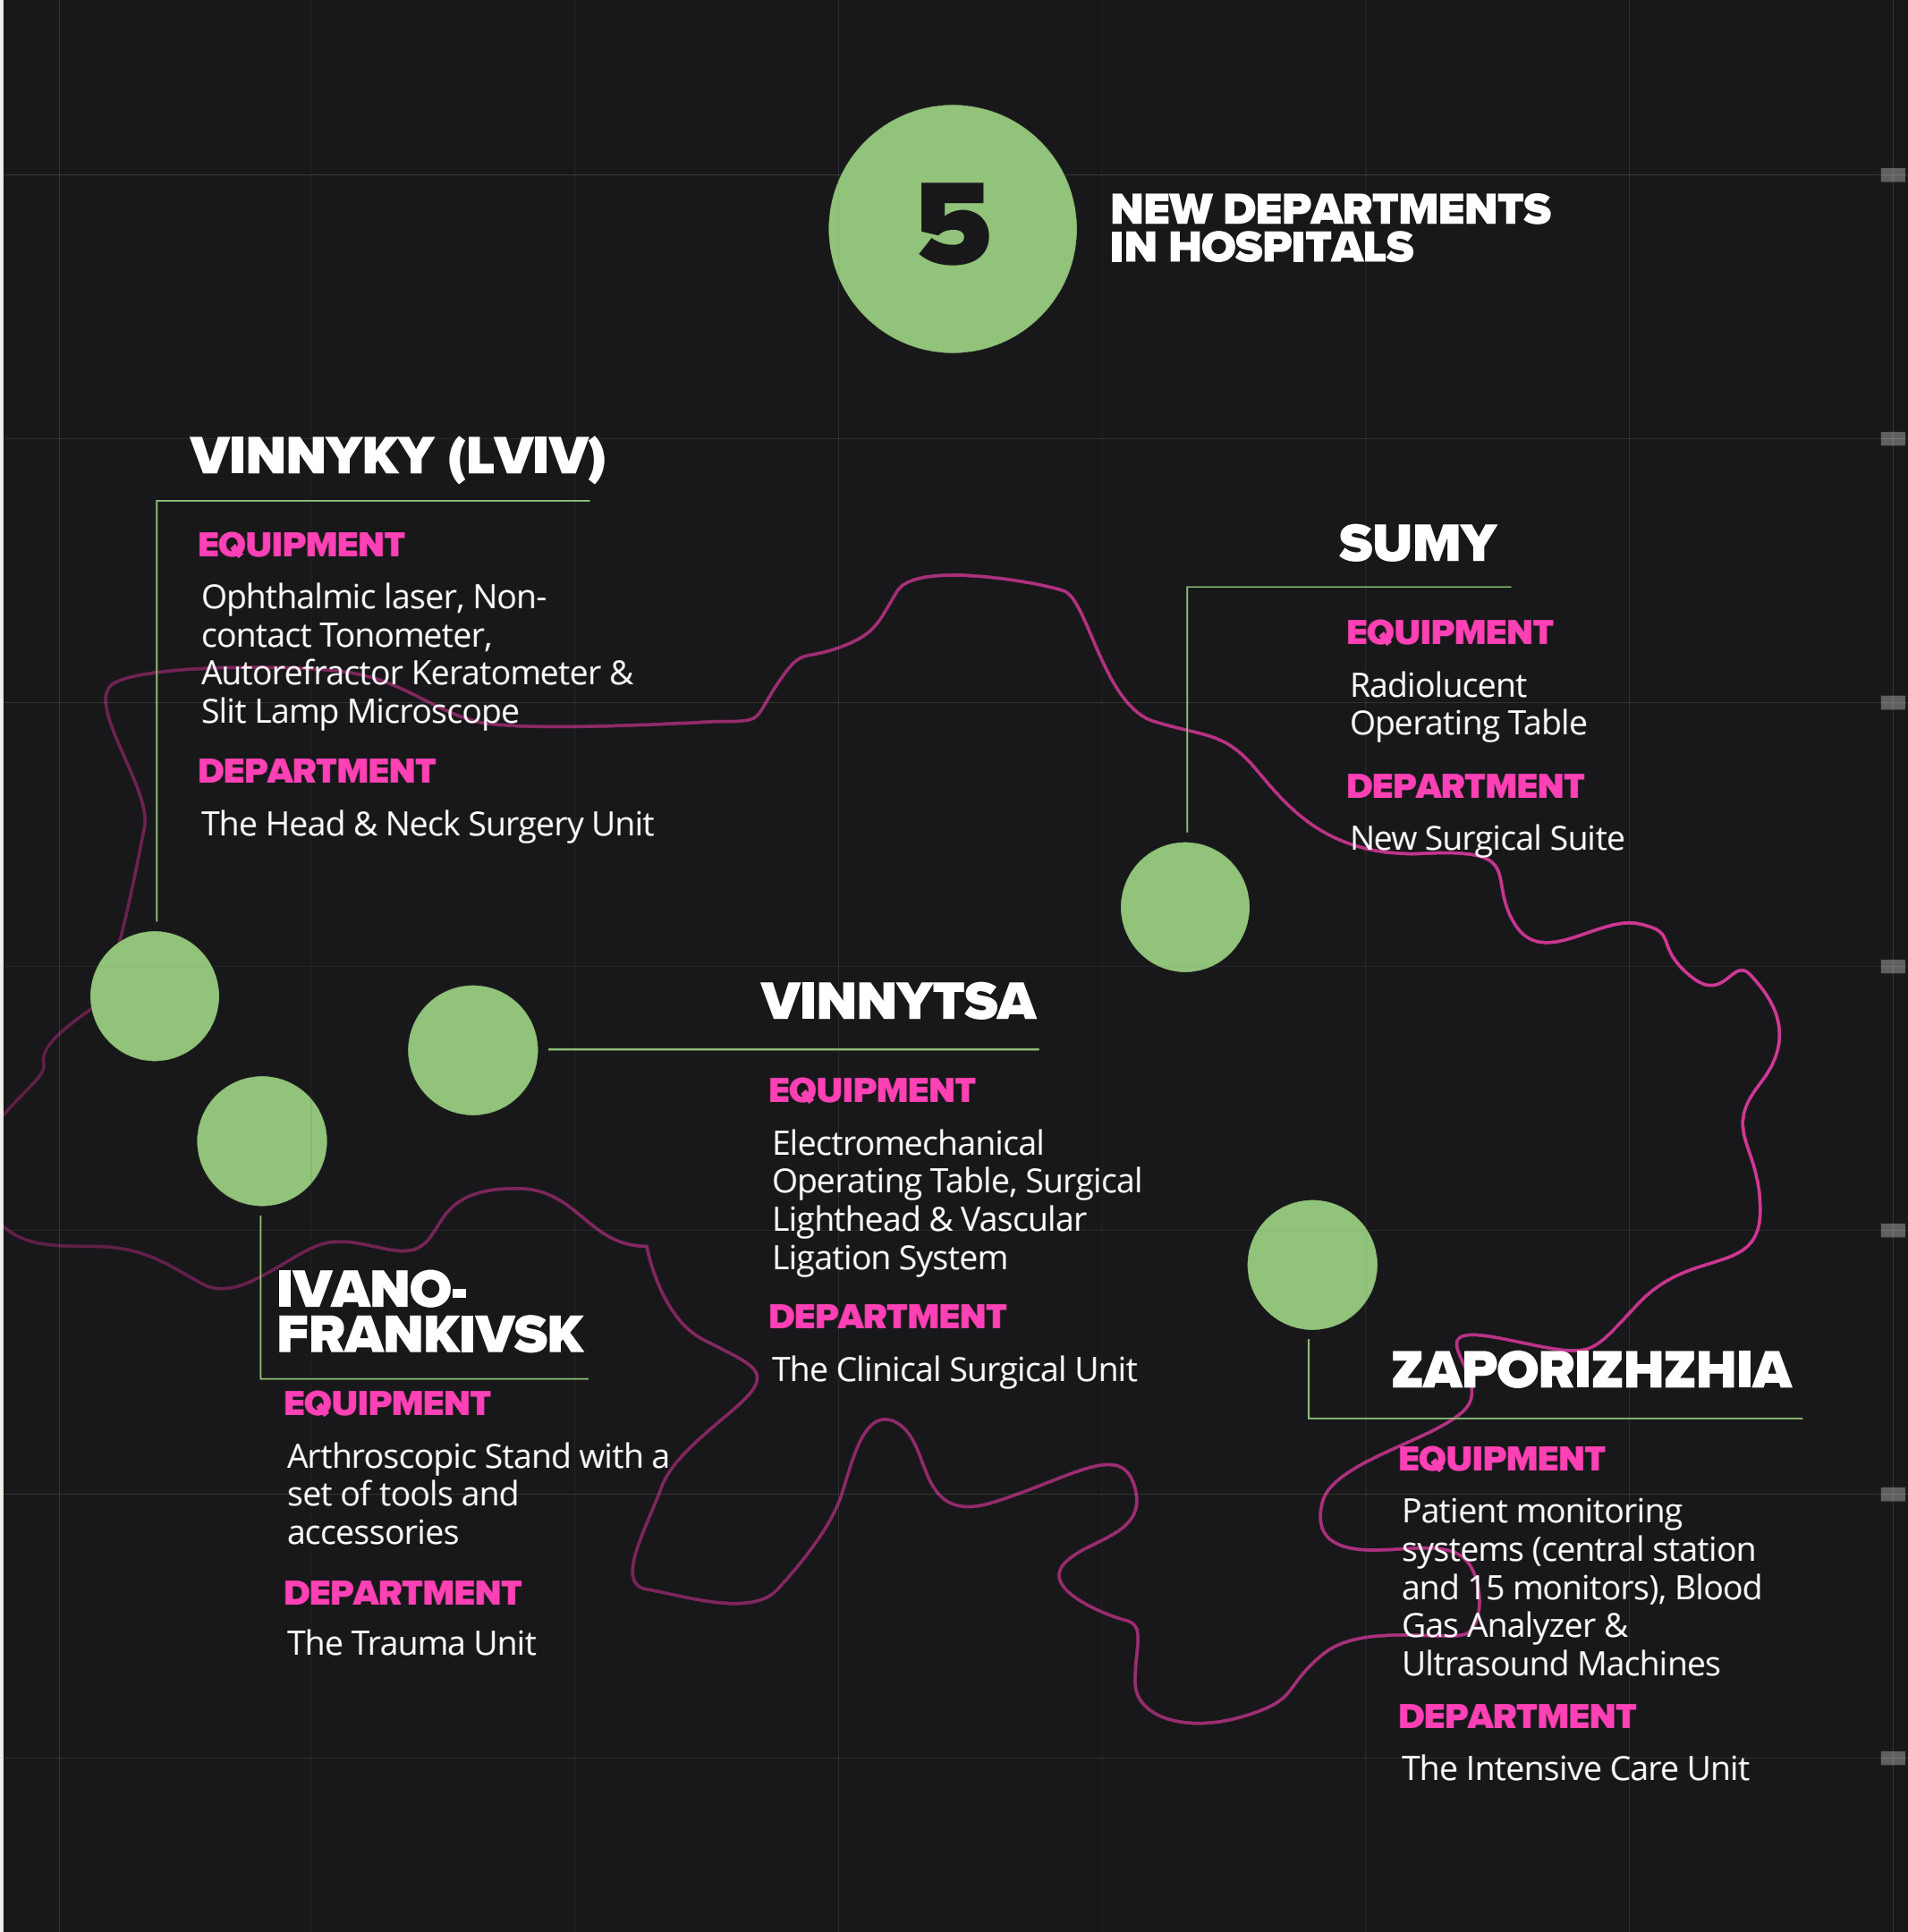 5
NEW DEPARTMENTS
IN HOSPITALS
VINNYKY (LVIV)
EQUIPMENT
Ophthalmic laser, Non-
contact Tonometer,
Autorefractor Keratometer &
Slit Lamp Microscope
DEPARTMENT
The Head & Neck Surgery Unit
SUMY
EQUIPMENT
Radiolucent
Operating Table
DEPARTMENT
New Surgical Suite
VINNYTSA
EQUIPMENT
Electromechanical
Operating Table, Surgical
Lighthead & Vascular
Ligation System
DEPARTMENT
The Clinical Surgical Unit
IVANO-
FRANKIVSK
EQUIPMENT
Arthroscopic Stand with a
set of tools and
accessories
DEPARTMENT
The Trauma Unit
ZAPORIZHZHIA
EQUIPMENT
Patient monitoring
systems (central station
and 15 monitors), Blood
Gas Analyzer &
Ultrasound Machines
DEPARTMENT
The Intensive Care Unit